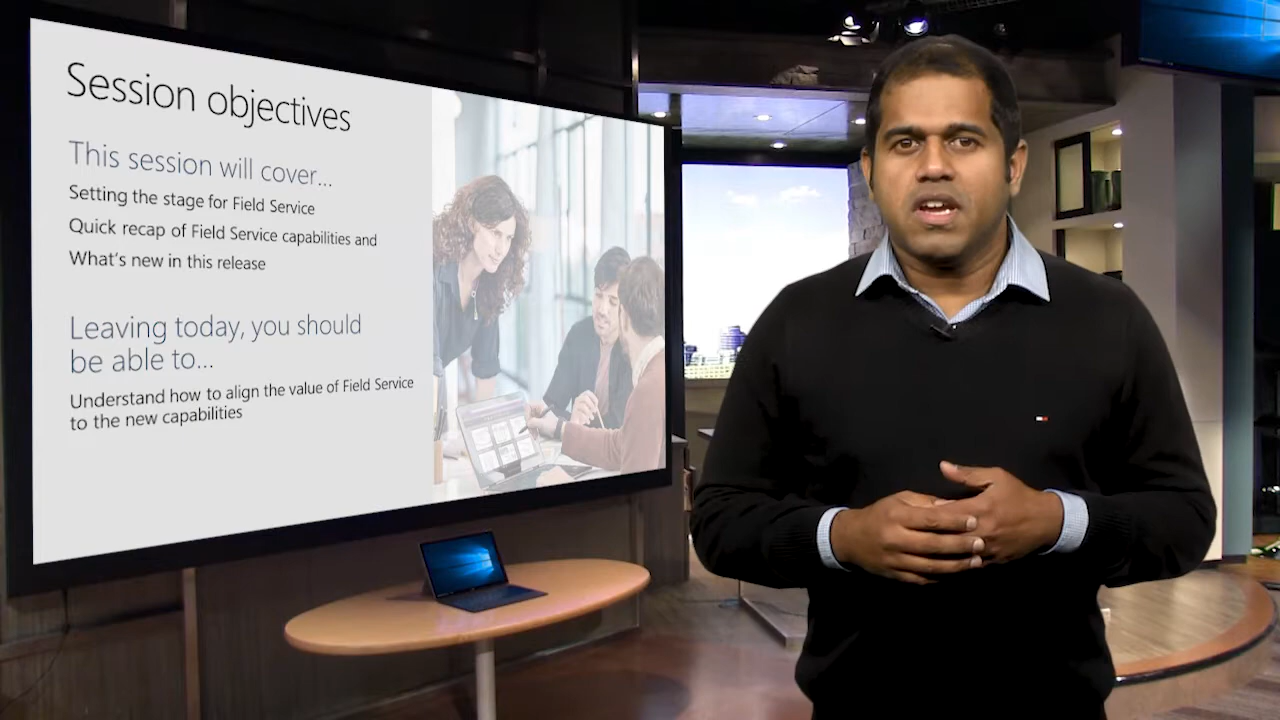 Session objectives
This session will cover...
Setting the stage for Field Service
Quick recap of Field Service capabilities and
What's new in this release
Leaving today, you should
be able to...
Understand how to align the value of Field Service
to the new capabilities